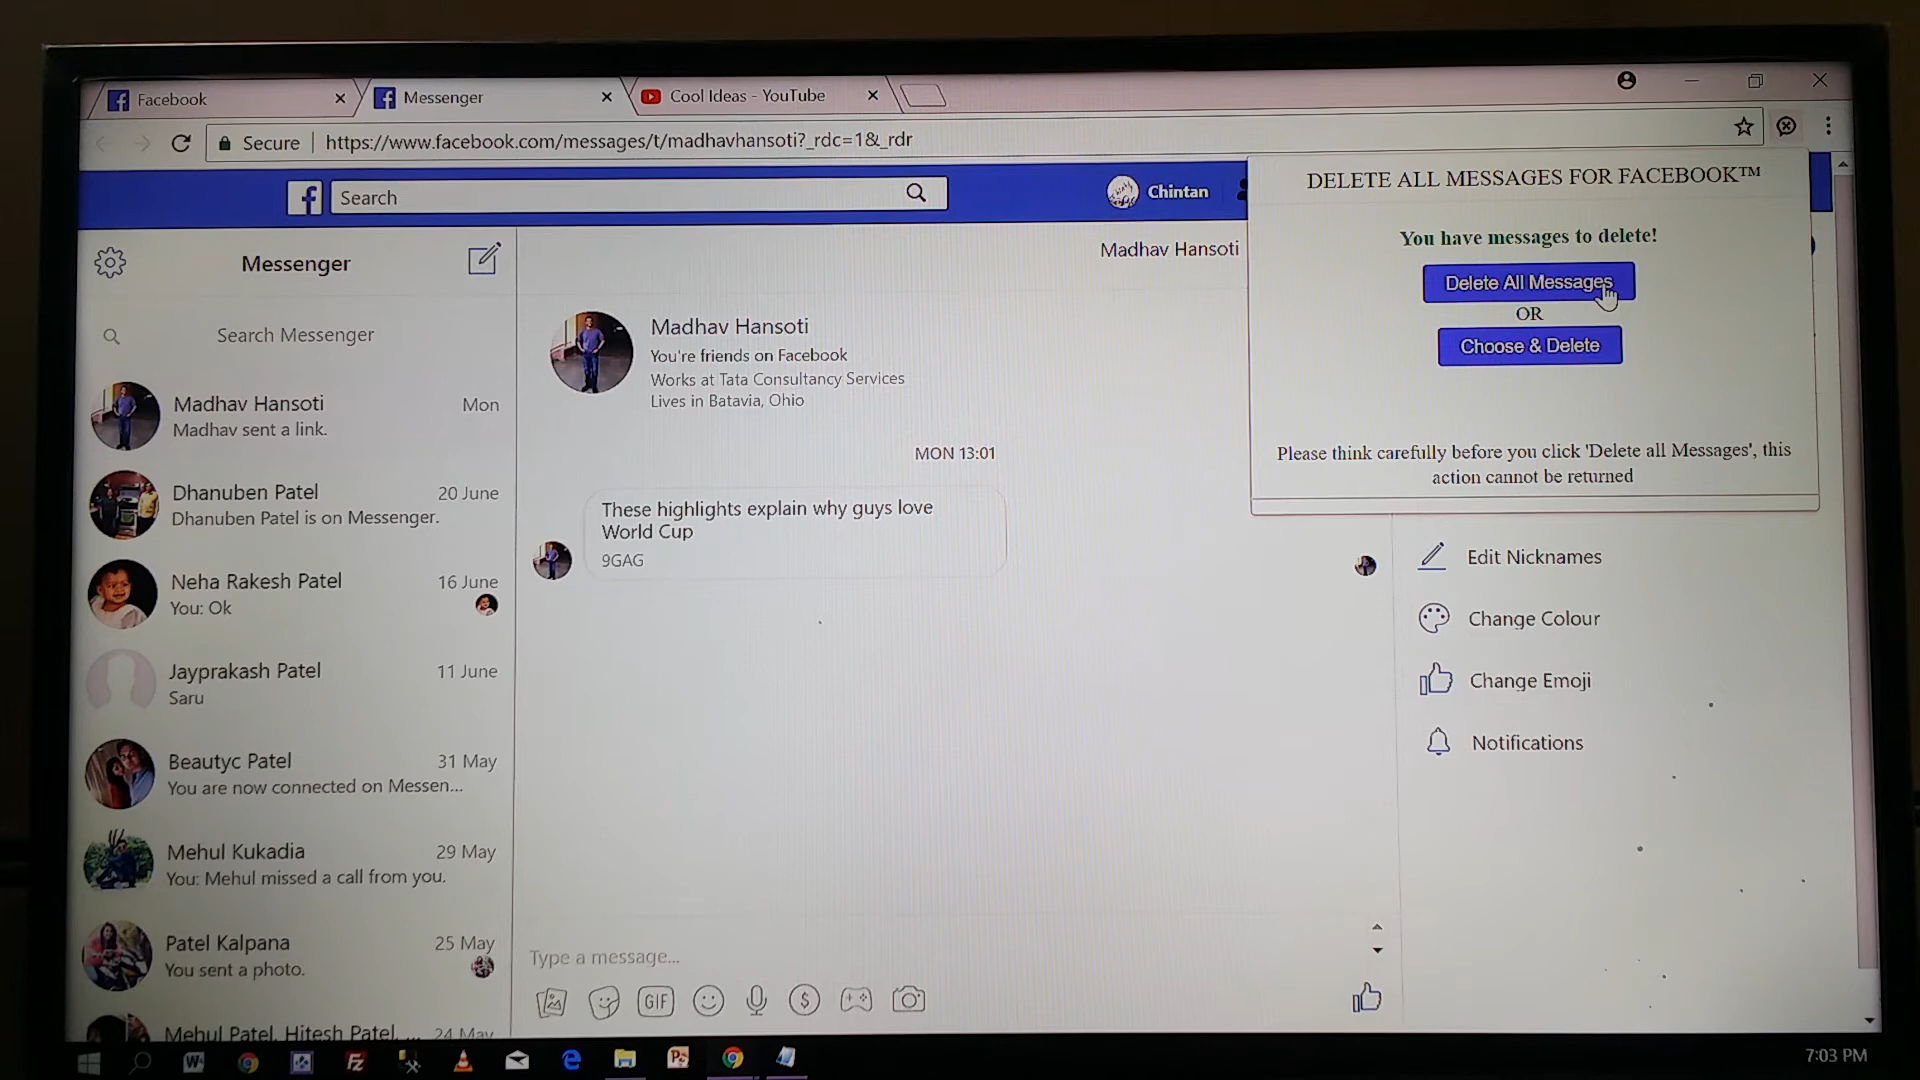 Facebook
Messenger
Cool Ideas - YouTube
Secure
https://www.facebook.com/messages/t/madhavhansoti?_rdc=1&_rdr
Search
Chintan
DELETE ALL MESSAGES FOR FACEBOOK™
You have messages to delete!
Delete All Messages
OR
Choose & Delete
Please think carefully before you click 'Delete all Messages', this
action cannot be returned
Messenger
Search Messenger
Madhav Hansoti Mon
Madhav sent a link.
Dhanuben Patel 20 June
Dhanuben Patel is on Messenger.
Neha Rakesh Patel 16 June
You: Ok
Jayprakash Patel 11 June
Saru
Beautyc Patel 31 May
You are now connected on Messen...
Mehul Kukadia 29 May
You: Mehul missed a call from you.
Patel Kalpana 25 May
You sent a photo.
Mehul Patel, Hitesh Patel, ... 24 May
Madhav Hansoti
Madhav Hansoti
You're friends on Facebook
Works at Tata Consultancy Services
Lives in Batavia, Ohio
MON 13:01
These highlights explain why guys love
World Cup
9GAG
Type a message...
GIF
Edit Nicknames
Change Colour
Change Emoji
Notifications
7:03 PM